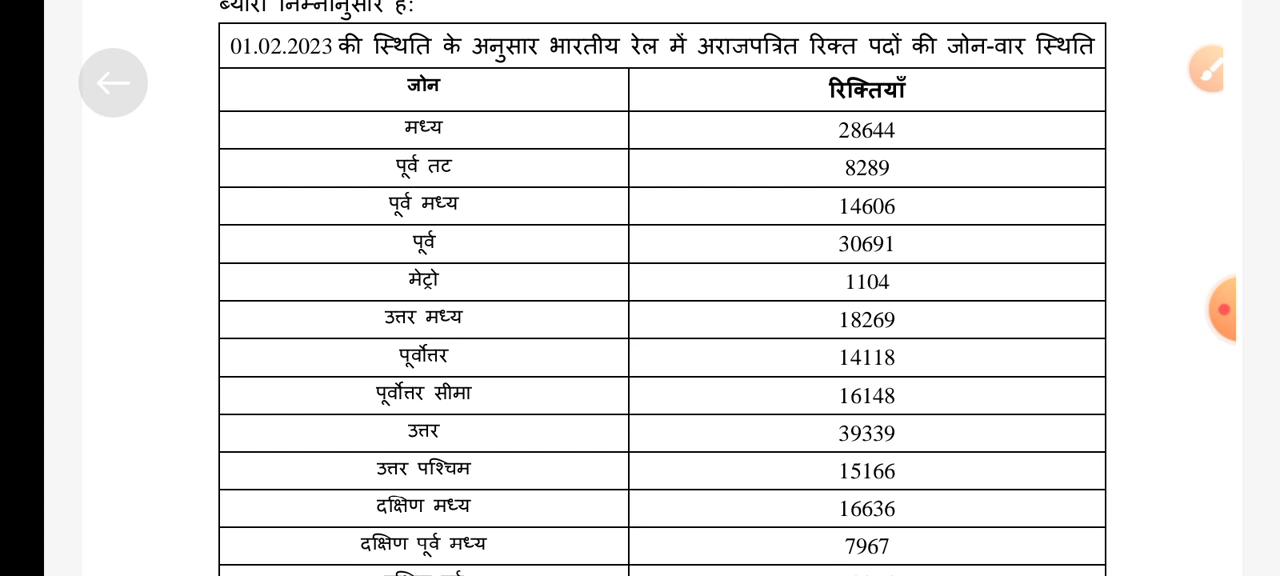 ब्यौरा निम्नानुसार है:
01.02.2023 की स्थिति के अनुसार भारतीय रेल में अराजपत्रित रिक्त पदों की जोन-वार स्थिति
जोन रिक्तियाँ
मध्य 28644
पूर्व तट 8289
पूर्व मध्य 14606
पूर्व 30691
मेट्रो 1104
उत्तर मध्य 18269
पूर्वोत्तर 14118
पूर्वोत्तर सीमा 16148
उत्तर 39339
उत्तर पश्चिम 15166
दक्षिण मध्य 16636
दक्षिण पूर्व मध्य 7967